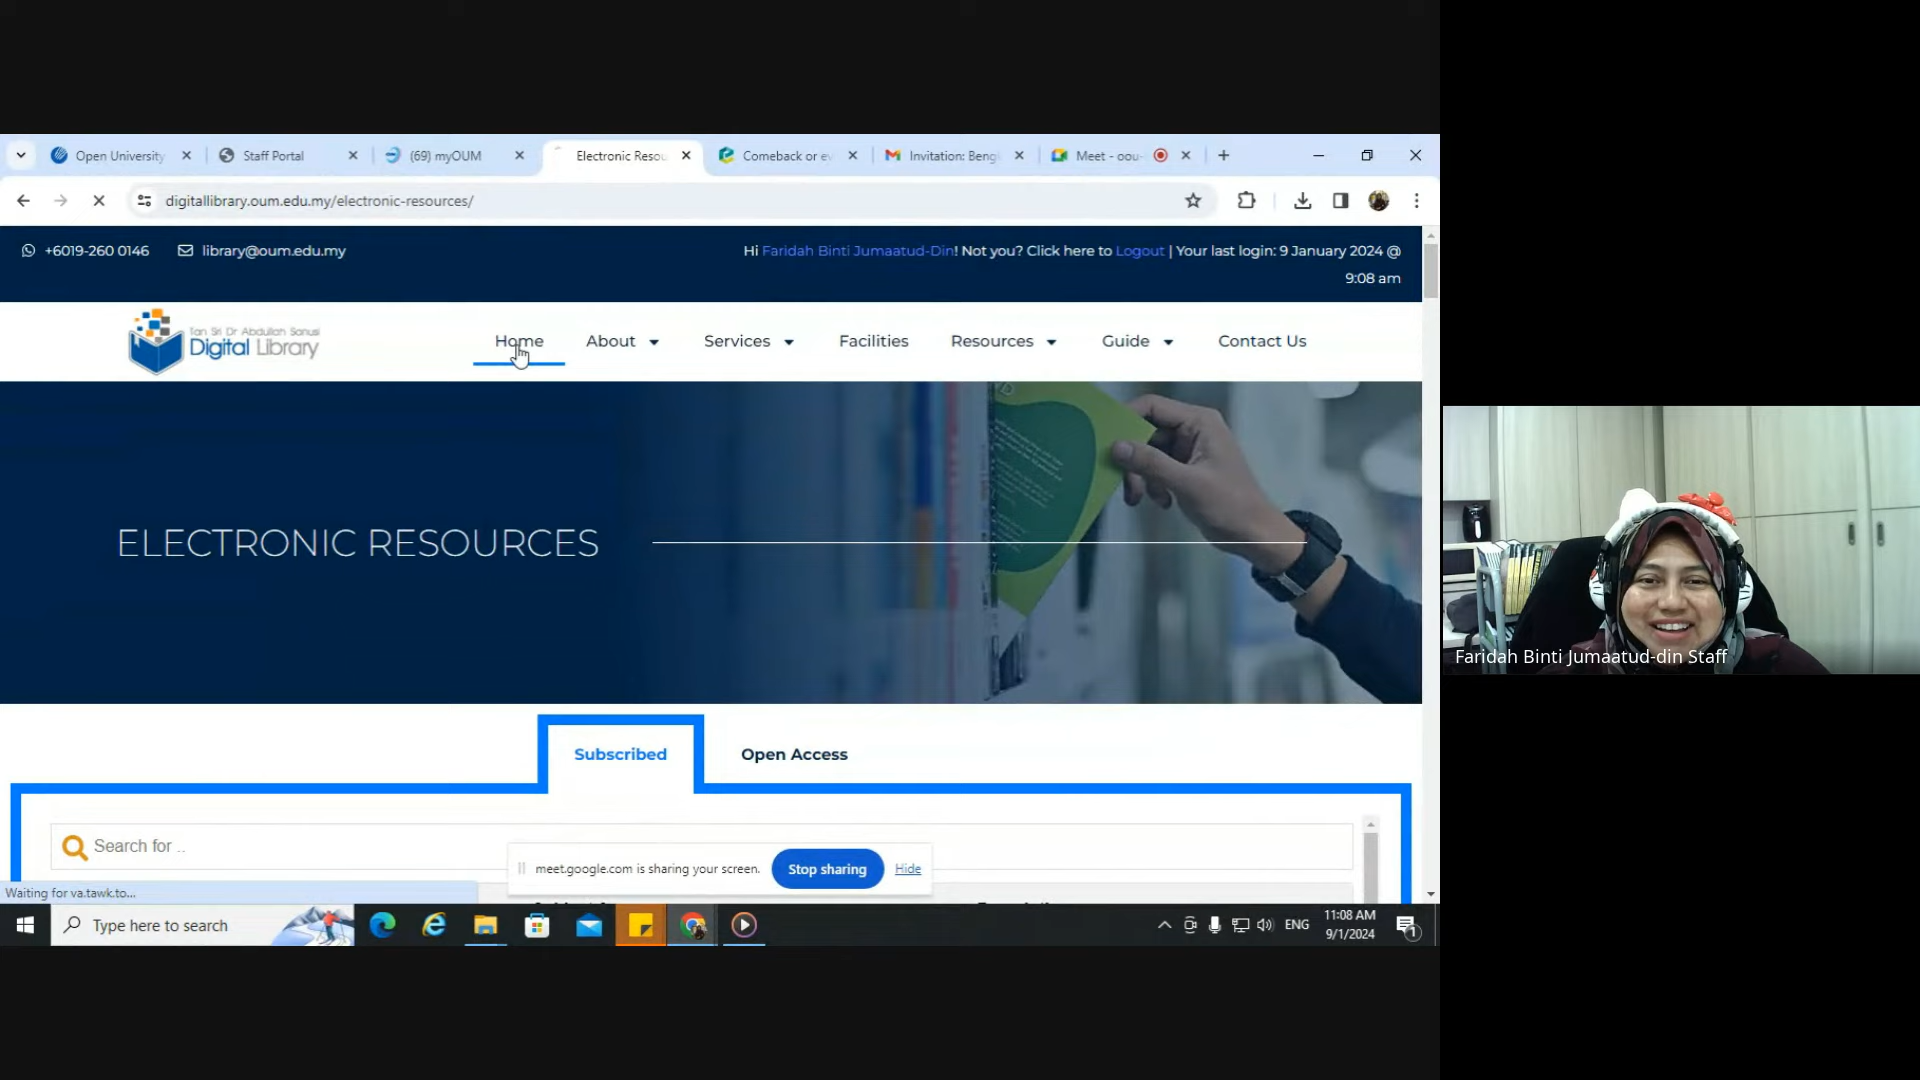 Open University
Staff Portal
(69) myOUM
Electronic Resou
Comeback or ev
Invitation: Beng
Meet - oou-
digitallibrary.oum.edu.my/electronic-resources/
+6019-260 0146
library@oum.edu.my
Hi Faridah Binti Jumaatud-Din! Not you? Click here to Logout | Your last login: 9 January 2024 @
9:08 am
Tan Sri Dr Abdullah Sanusi
Digital Library
Home
About
Services
Facilities
Resources
Guide
Contact Us
ELECTRONIC RESOURCES
Subscribed
Open Access
Search for ..
meet.google.com is sharing your screen.
Stop sharing
Hide
Waiting for va.tawk.to...
Type here to search
ENG
11:08 AM
9/1/2024
1
Faridah Binti Jumaatud-din Staff